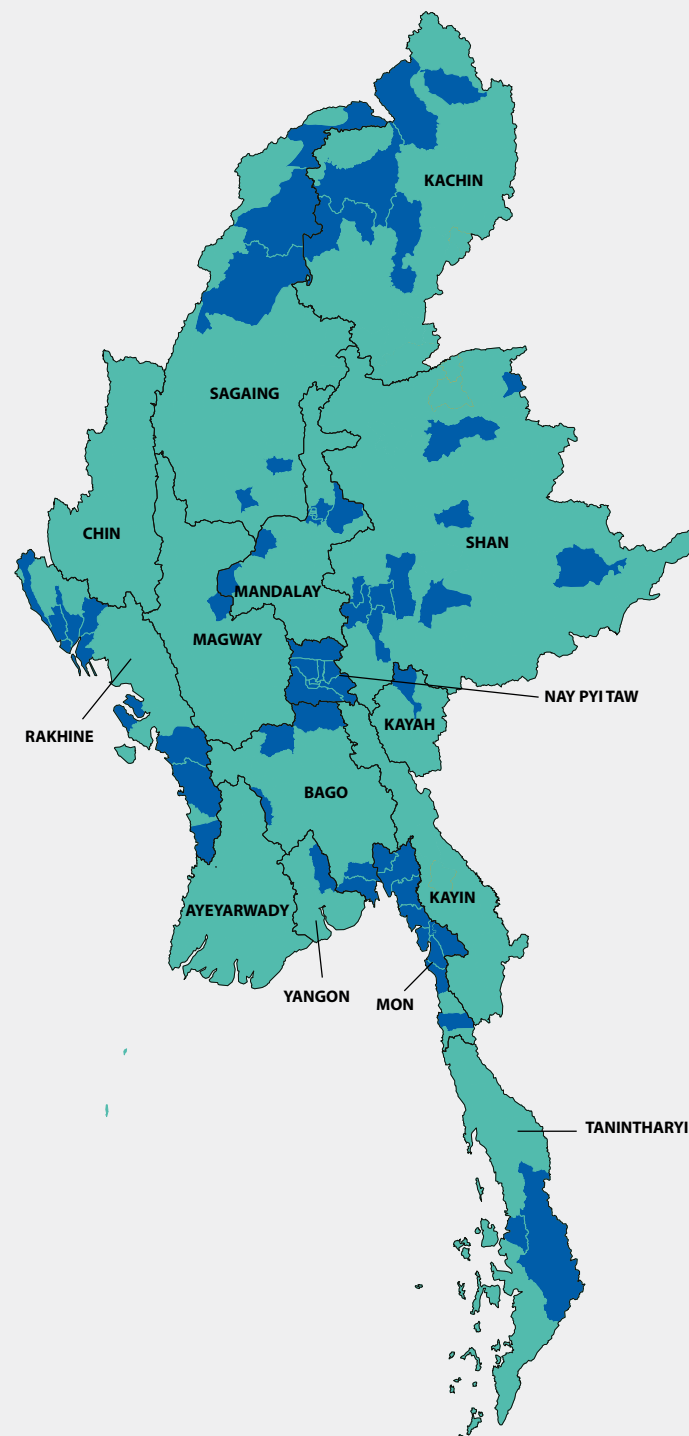 KACHIN
SAGAING
CHIN
SHAN
MANDALAY
MAGWAY
NAY PYI TAW
KAYAH
RAKHINE
BAGO
KAYIN
AYEYARWADY
YANGON
MON
TANINTHARYI